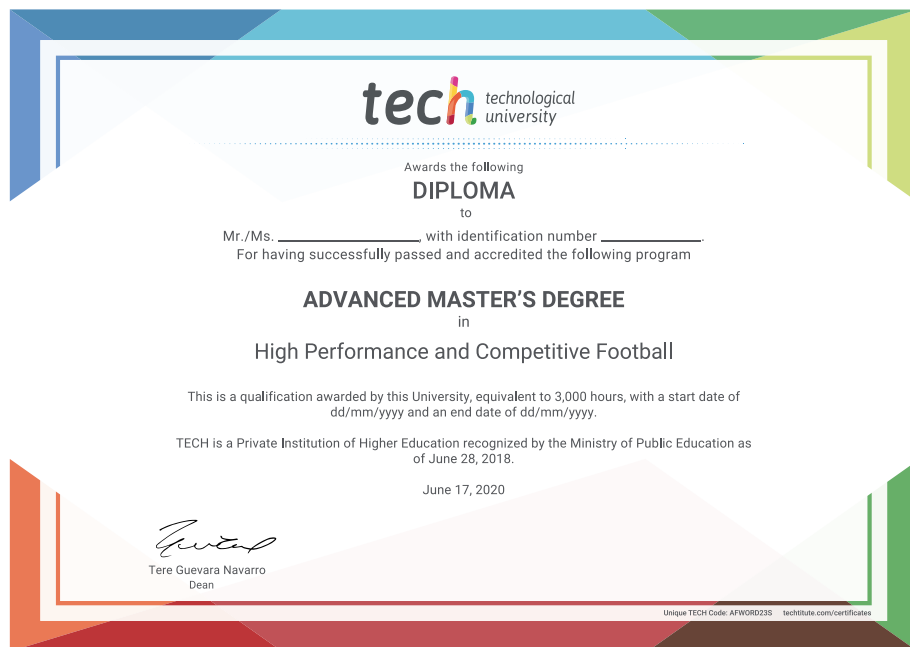 tech technological
university
Awards the following
DIPLOMA
to
Mr./Ms. ____________________, with identification number ______________.
For having successfully passed and accredited the following program
ADVANCED MASTER'S DEGREE
in
High Performance and Competitive Football
This is a qualification awarded by this University, equivalent to 3,000 hours, with a start date of
dd/mm/yyyy and an end date of dd/mm/yyyy.
TECH is a Private Institution of Higher Education recognized by the Ministry of Public Education as
of June 28, 2018.
June 17, 2020
Tere Guevara Navarro
Dean
Unique TECH Code: AFWORD23S techtitute.com/certificates